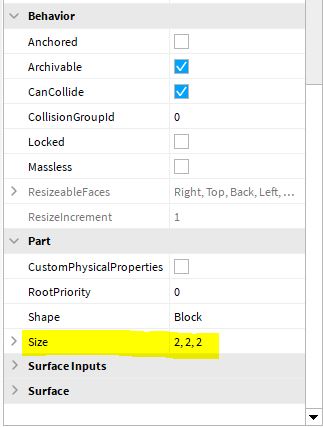 Behavior
Anchored
Archivable
CanCollide
CollisionGroupId 0
Locked
Massless
ResizeableFaces Right, Top, Back, Left, ...
ResizeIncrement 1
Part
CustomPhysicalProperties
RootPriority 0
Shape Block
Size 2, 2, 2
Surface Inputs
Surface